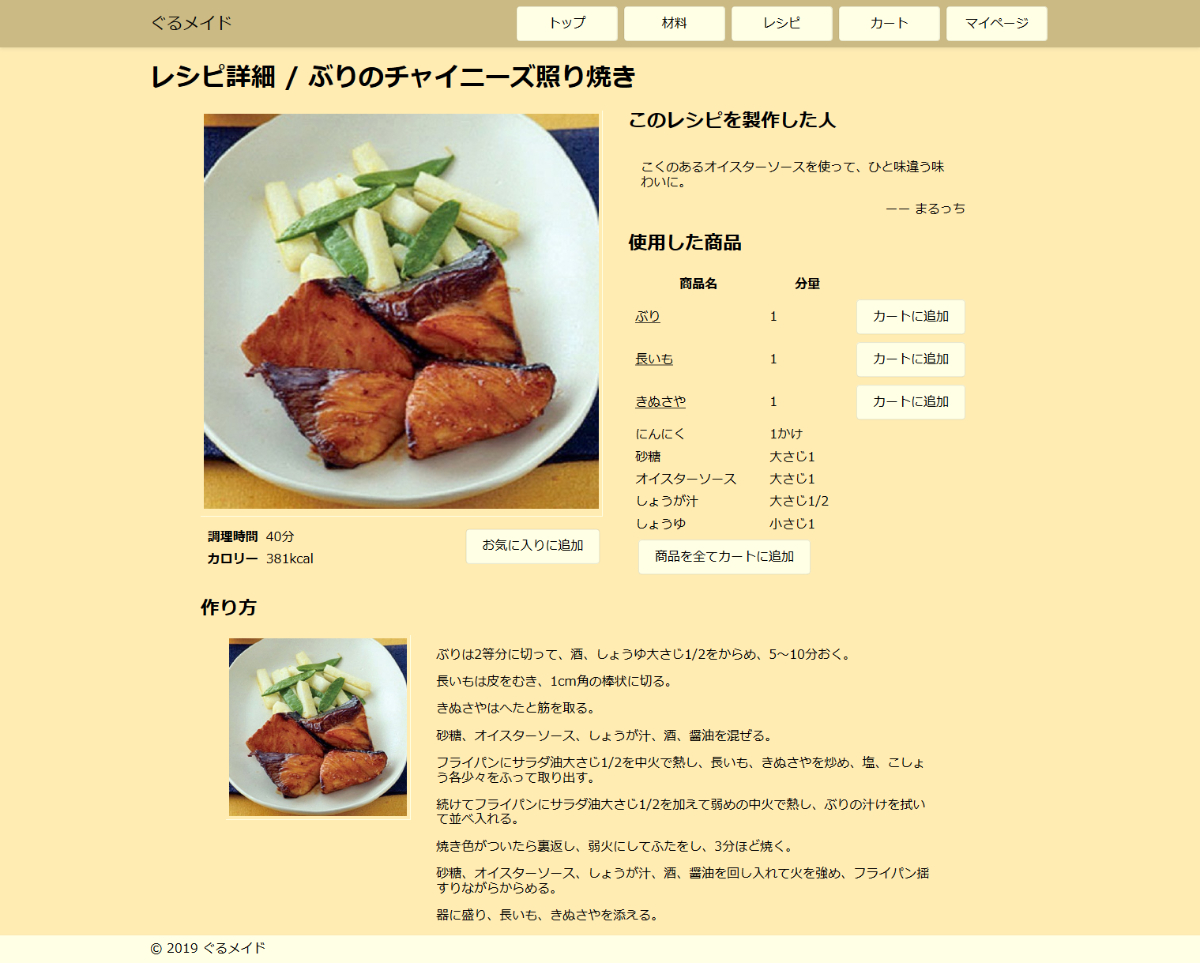 ぐるメイド
トップ
材料
レシピ
カート
マイページ
レシピ詳細 / ぶりのチャイニーズ照り焼き
このレシピを製作した人
こくのあるオイスターソースを使って、ひと味違う味
わいに。
ーー まるっち
使用した商品
商品名 分量
ぶり 1 カートに追加
長いも 1 カートに追加
きぬさや 1 カートに追加
にんにく 1かけ
砂糖 大さじ1
オイスターソース 大さじ1
しょうが汁 大さじ1/2
しょうゆ 小さじ1
商品を全てカートに追加
調理時間 40分
カロリー 381kcal
お気に入りに追加
作り方
ぶりは2等分に切って、酒、しょうゆ大さじ1/2をからめ、5～10分おく。
長いもは皮をむき、1cm角の棒状に切る。
きぬさやはへたと筋を取る。
砂糖、オイスターソース、しょうが汁、酒、醤油を混ぜる。
フライパンにサラダ油大さじ1/2を中火で熱し、長いも、きぬさやを炒め、塩、こしょ
う各少々をふって取り出す。
続けてフライパンにサラダ油大さじ1/2を加えて弱めの中火で熱し、ぶりの汁けを拭い
て並べ入れる。
焼き色がついたら裏返し、弱火にしてふたをし、3分ほど焼く。
砂糖、オイスターソース、しょうが汁、酒、醤油を回し入れて火を強め、フライパン揺
すりながらからめる。
器に盛り、長いも、きぬさやを添える。
© 2019 ぐるメイド